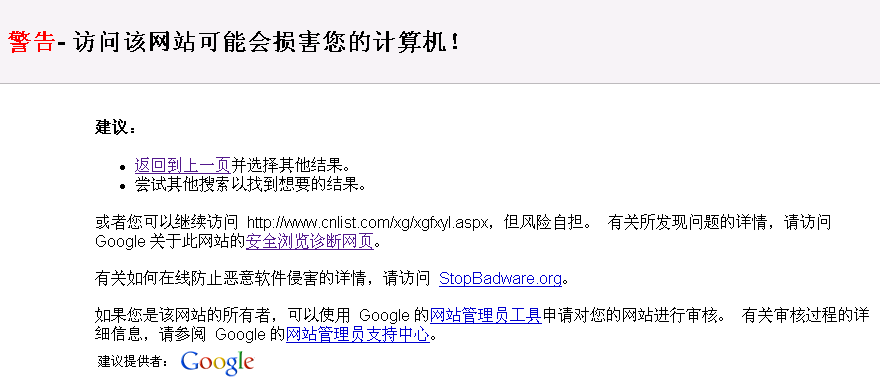 警告- 访问该网站可能会损害您的计算机！
建议：
返回到上一页并选择其他结果。
尝试其他搜索以找到想要的结果。
或者您可以继续访问 http://www.cnlist.com/xg/xgfxyl.aspx，但风险自担。 有关所发现问题的详情，请访问
Google 关于此网站的安全浏览诊断网页。
有关如何在线防止恶意软件侵害的详情，请访问 StopBadware.org。
如果您是该网站的所有者，可以使用 Google 的网站管理员工具申请对您的网站进行审核。 有关审核过程的详
细信息，请参阅 Google 的网站管理员支持中心。
建议提供者： Google